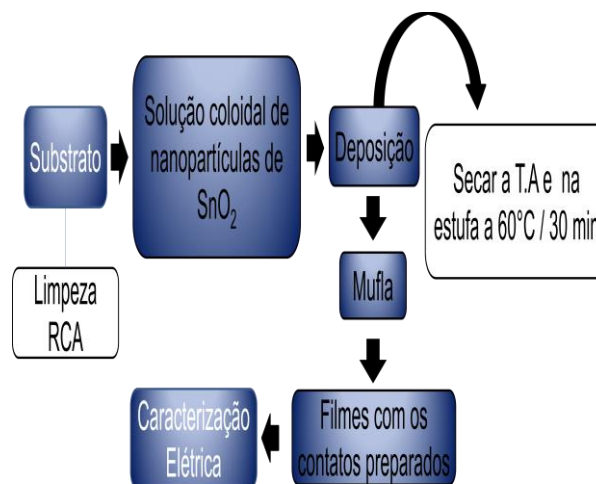 Substrato
Limpeza
RCA
Solução coloidal de
nanopartículas de
SnO₂
Deposição
Secar a T.A e na
estufa a 60°C / 30 min
Mufla
Filmes com os
contatos preparados
Caracterização
Elétrica